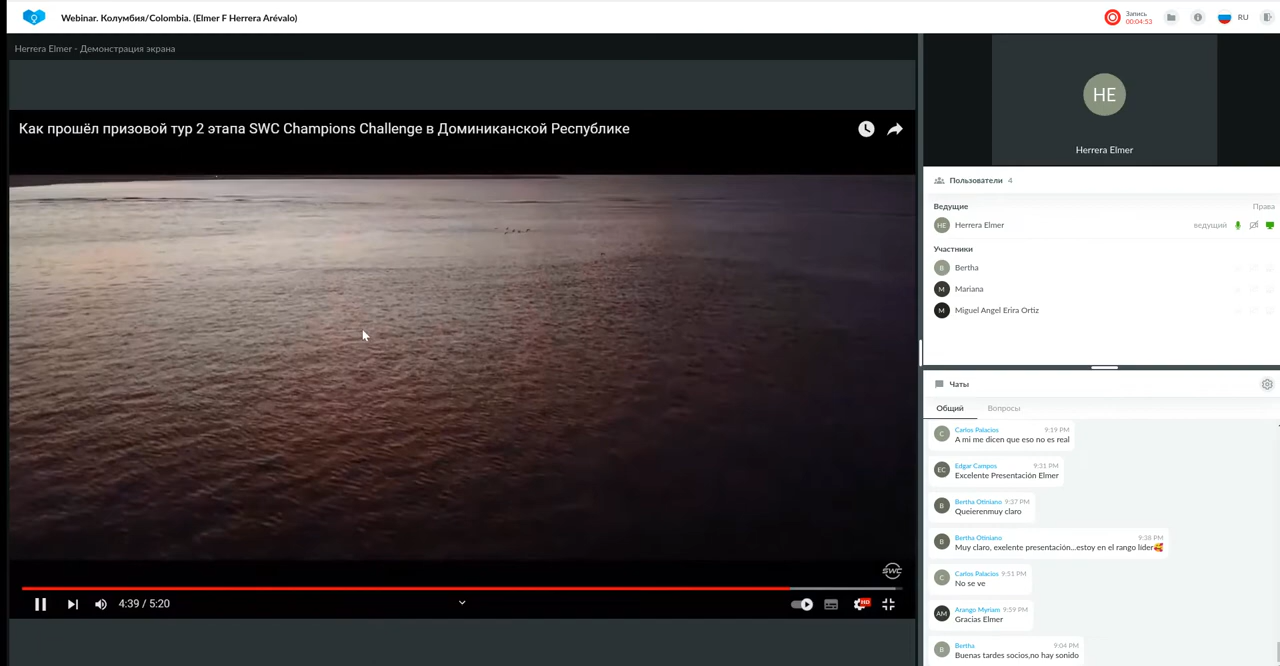 Webinar. Колумбия/Colombia. (Elmer F Herrera Arévalo)
Запись
00:04:53
RU
Herrera Elmer - Демонстрация экрана
Как прошёл призовой тур 2 этапа SWC Champions Challenge в Доминиканской Республике
SWC
4:39 / 5:20
HD
HE
Herrera Elmer
Пользователи 4
Ведущие Права
HE Herrera Elmer ведущий
Участники
B Bertha
M Mariana
M Miguel Angel Erira Ortiz
Чаты
Общий Вопросы
C Carlos Palacios 9:19 PM
A mi me dicen que eso no es real
EC Edgar Campos 9:31 PM
Excelente Presentación Elmer
B Bertha Otiniano 9:37 PM
Queierenmuy claro
B Bertha Otiniano 9:38 PM
Muy claro, exelente presentación...estoy en el rango lider🥰
C Carlos Palacios 9:51 PM
No se ve
AM Arango Myriam 9:59 PM
Gracias Elmer
B Bertha 9:04 PM
Buenas tardes socios,no hay sonido